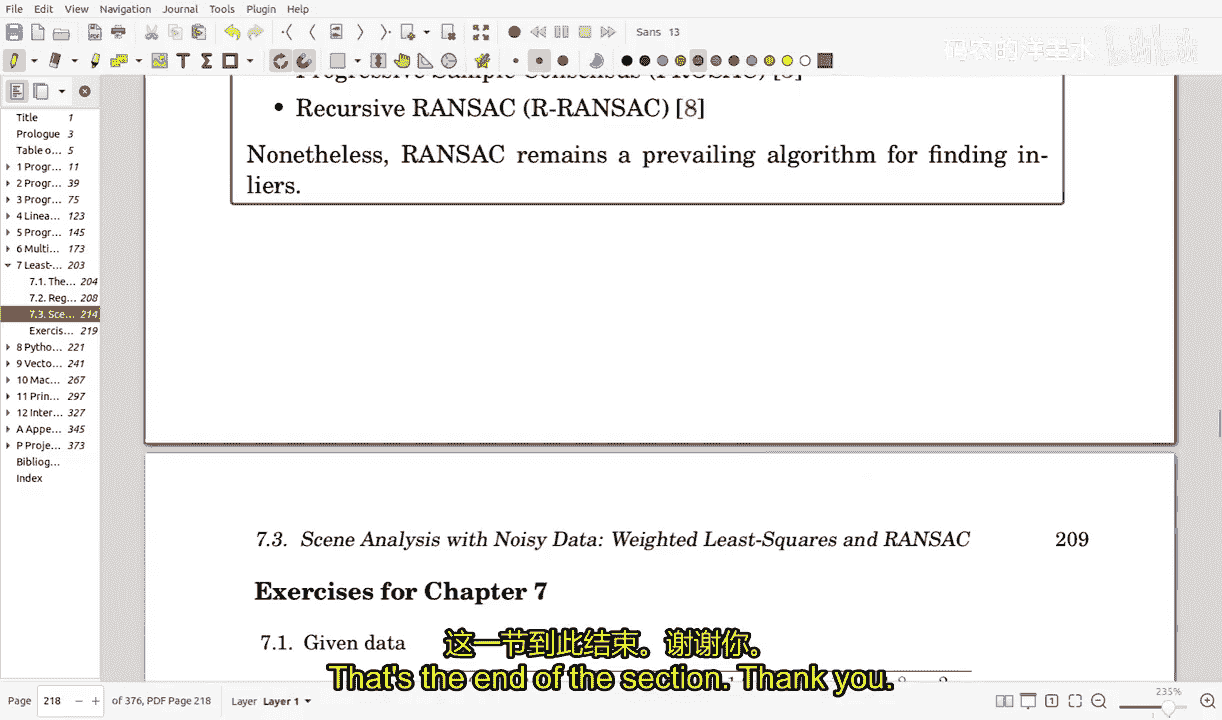 File Edit View Navigation Journal Tools Plugin Help
Sans 13
码农的洋墨水
Title 1
Prologue 3
Table o... 5
1 Progr... 11
2 Progr... 39
3 Progr... 75
4 Linea... 123
5 Progr... 145
6 Multi... 173
7 Least-... 203
7.1. The... 204
7.2. Reg... 208
7.3. Sce... 214
Exercis... 219
8 Pytho... 221
9 Vecto... 241
10 Mac... 267
11 Prin... 297
12 Inter... 327
A Appe... 345
P Proje... 373
Bibliog...
Index
• Recursive RANSAC (R-RANSAC) [8]
Nonetheless, RANSAC remains a prevailing algorithm for finding in-
liers.
7.3. Scene Analysis with Noisy Data: Weighted Least-Squares and RANSAC 209
Exercises for Chapter 7
7.1. Given data
这一节到此结束。谢谢你。
That's the end of the section. Thank you.
Page 218 − + of 376, PDF Page 218 Layer Layer 1 235%